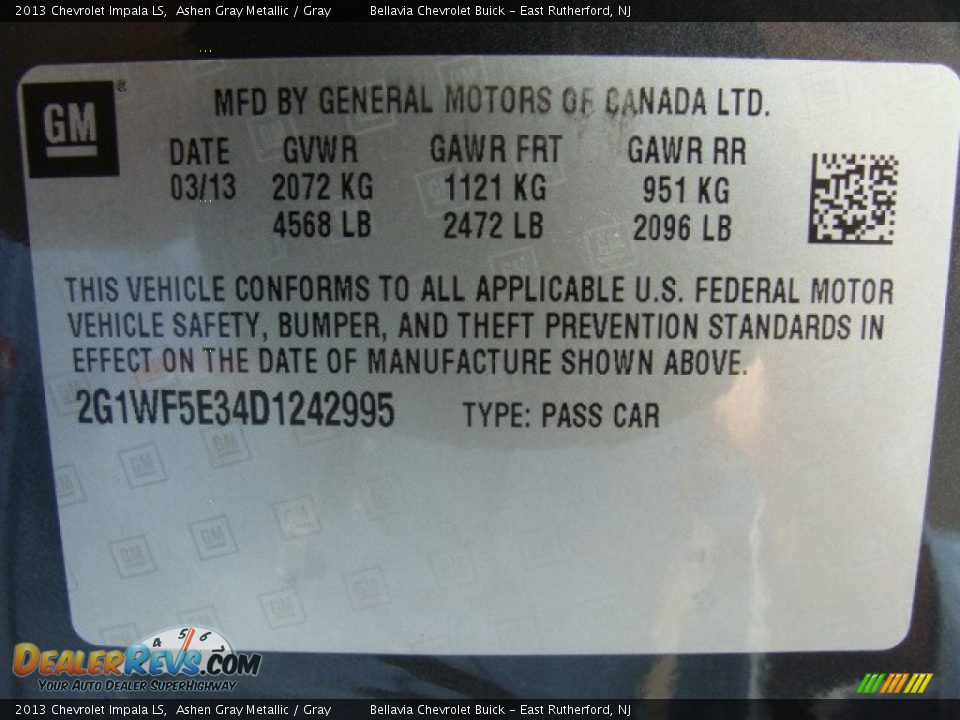 2013 Chevrolet Impala LS, Ashen Gray Metallic / Gray Bellavia Chevrolet Buick - East Rutherford, NJ
GM ®
MFD BY GENERAL MOTORS OF CANADA LTD.
DATE GVWR GAWR FRT GAWR RR
03/13 2072 KG 1121 KG 951 KG
4568 LB 2472 LB 2096 LB
THIS VEHICLE CONFORMS TO ALL APPLICABLE U.S. FEDERAL MOTOR
VEHICLE SAFETY, BUMPER, AND THEFT PREVENTION STANDARDS IN
EFFECT ON THE DATE OF MANUFACTURE SHOWN ABOVE.
2G1WF5E34D1242995 TYPE: PASS CAR
4 5 6 7
DEALERREVS.COM
YOUR AUTO DEALER SUPERHIGHWAY
2013 Chevrolet Impala LS, Ashen Gray Metallic / Gray Bellavia Chevrolet Buick - East Rutherford, NJ